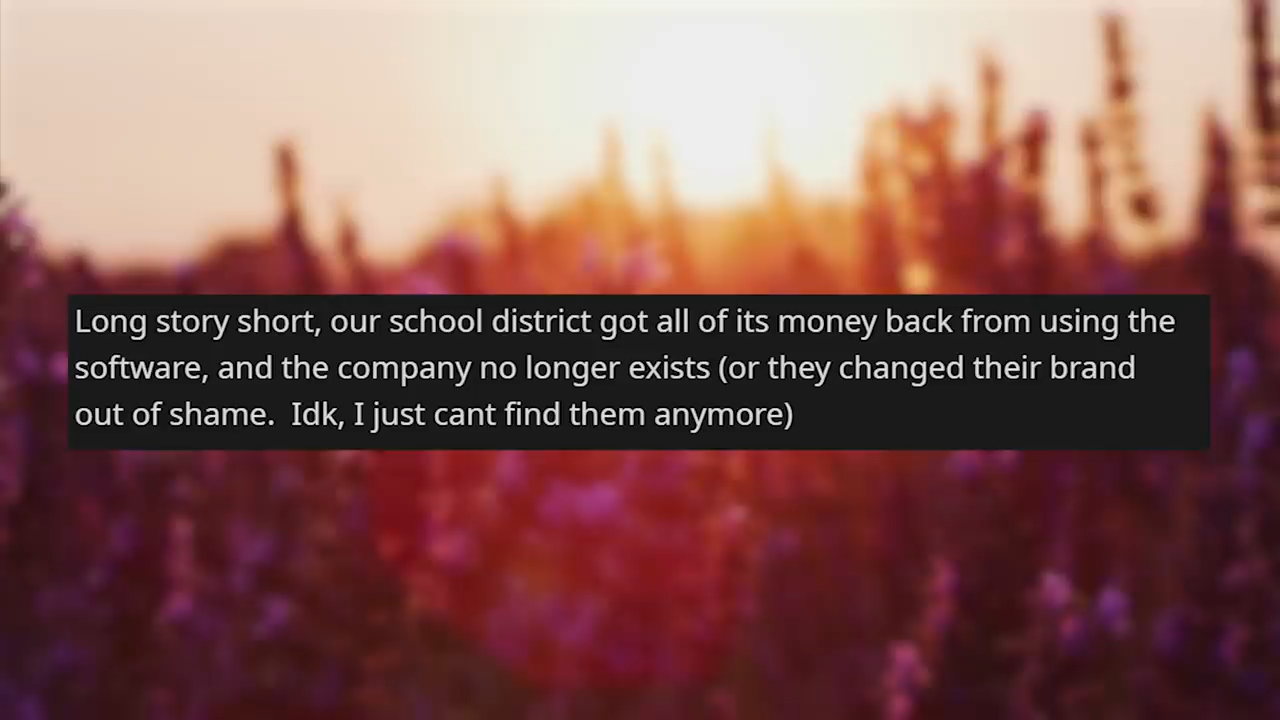 Long story short, our school district got all of its money back from using the
software, and the company no longer exists (or they changed their brand
out of shame.  Idk, I just cant find them anymore)